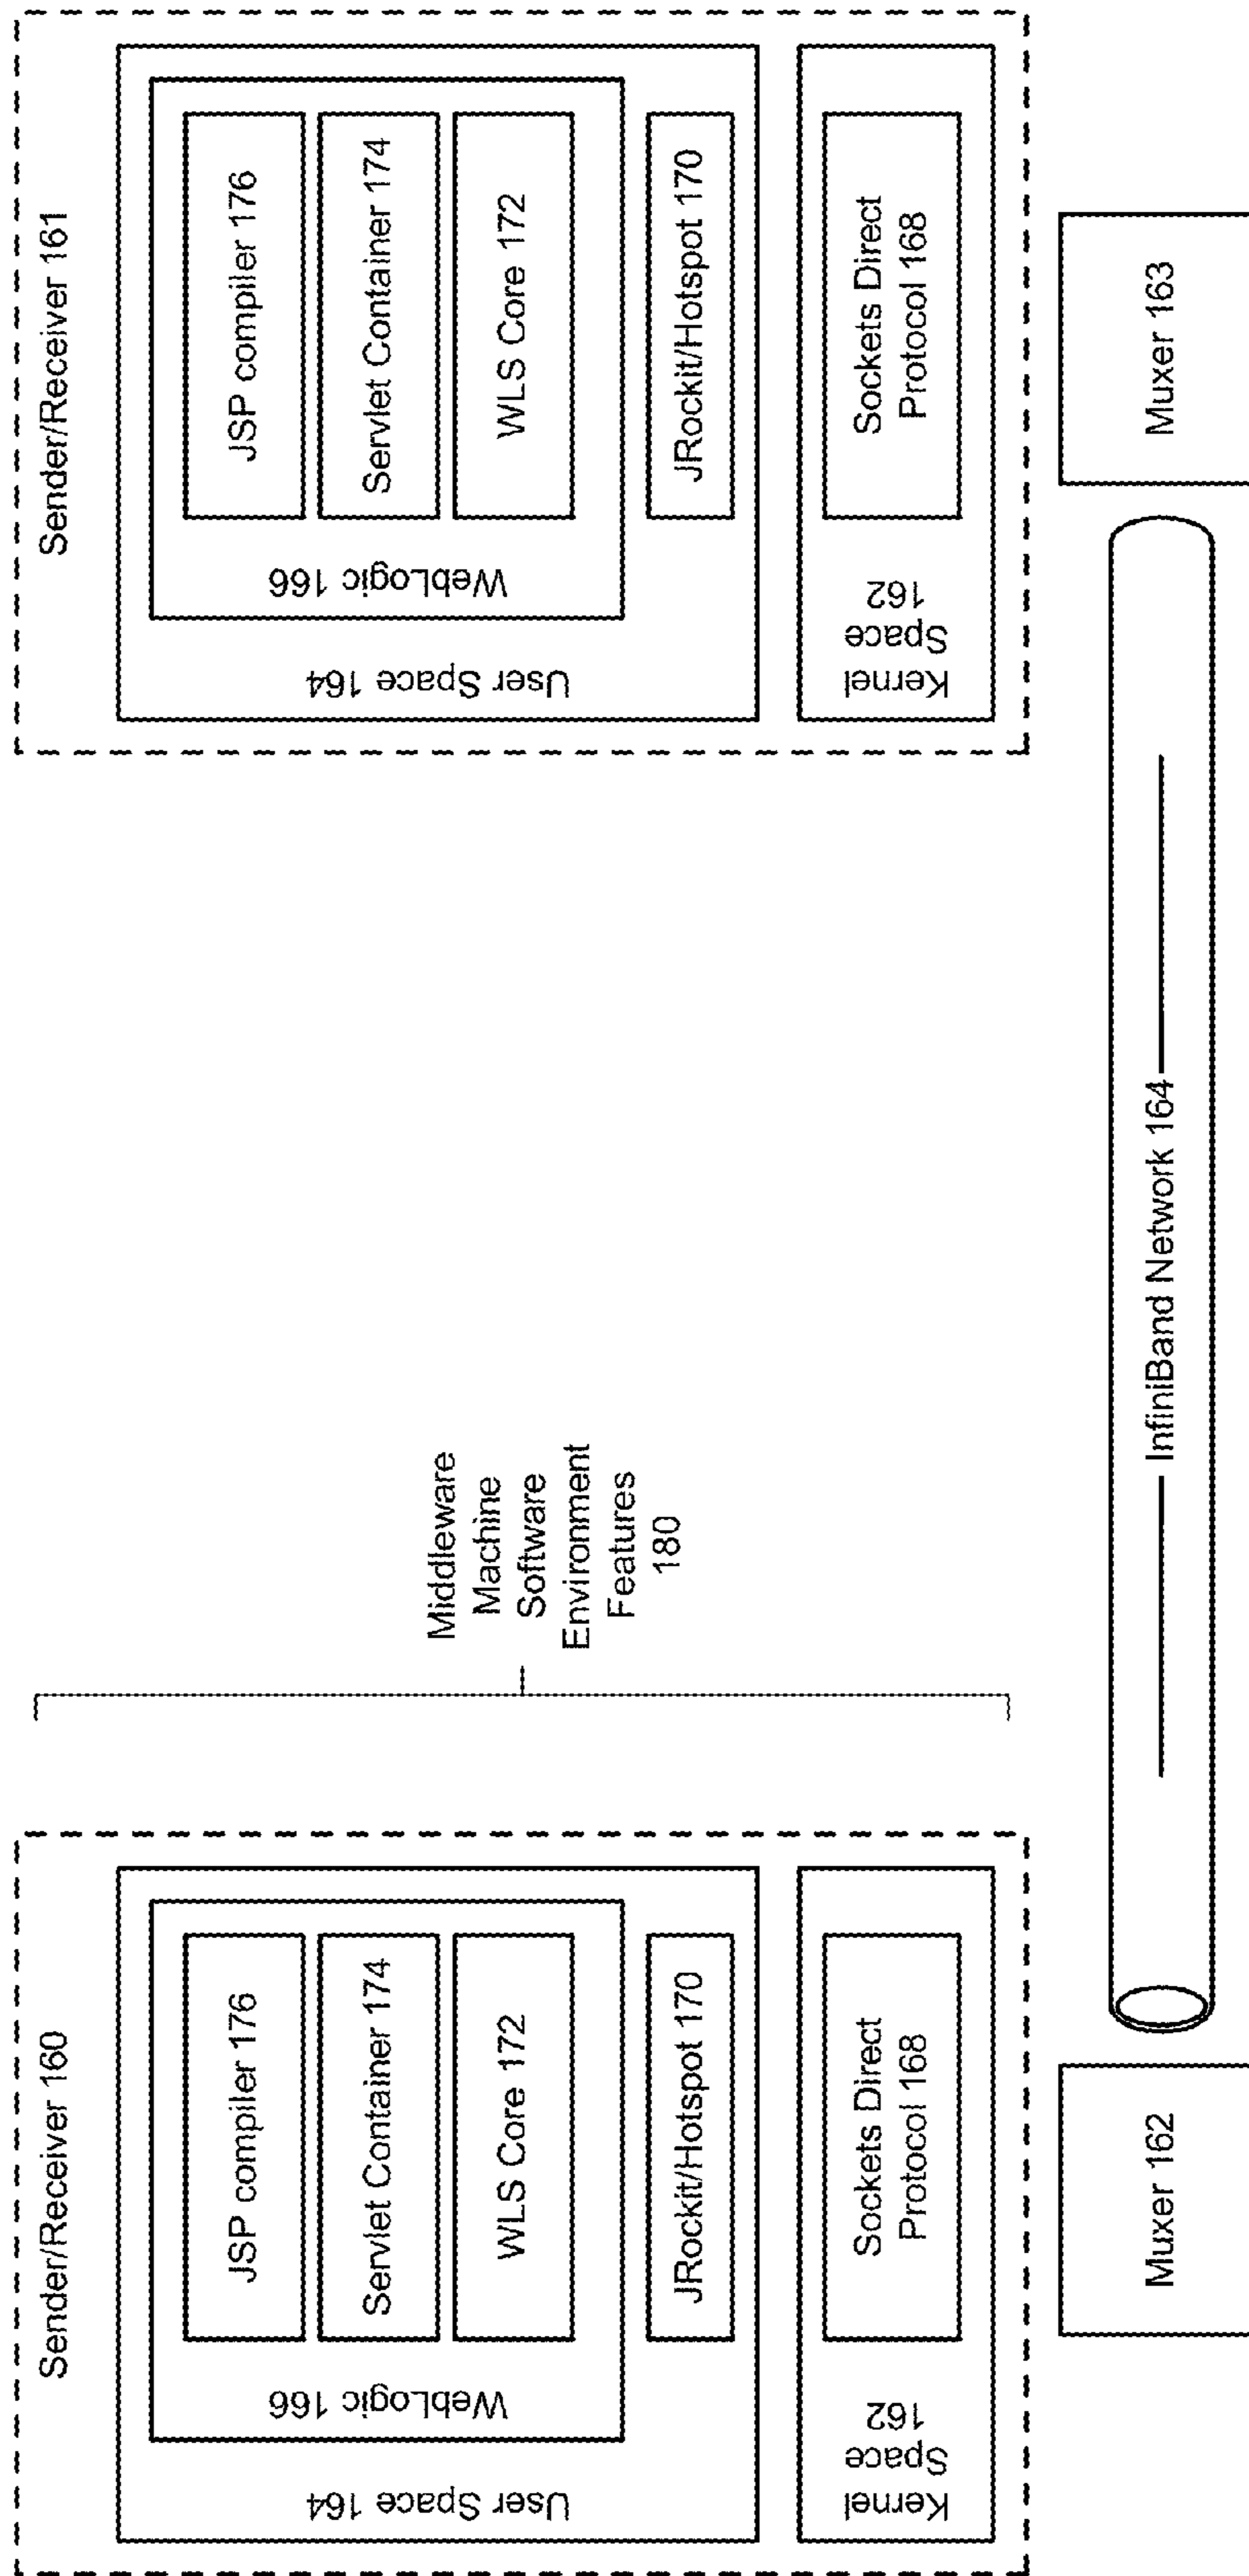 Sender/Receiver 160
User Space 164
WebLogic 166
JSP compiler 176
Servlet Container 174
WLS Core 172
JRockit/Hotspot 170
Kernel
Space
162
Sockets Direct
Protocol 168
Middleware
Machine
Software
Environment
Features
180
Sender/Receiver 161
User Space 164
WebLogic 166
JSP compiler 176
Servlet Container 174
WLS Core 172
JRockit/Hotspot 170
Kernel
Space
162
Sockets Direct
Protocol 168
Muxer 162
InfiniBand Network 164
Muxer 163